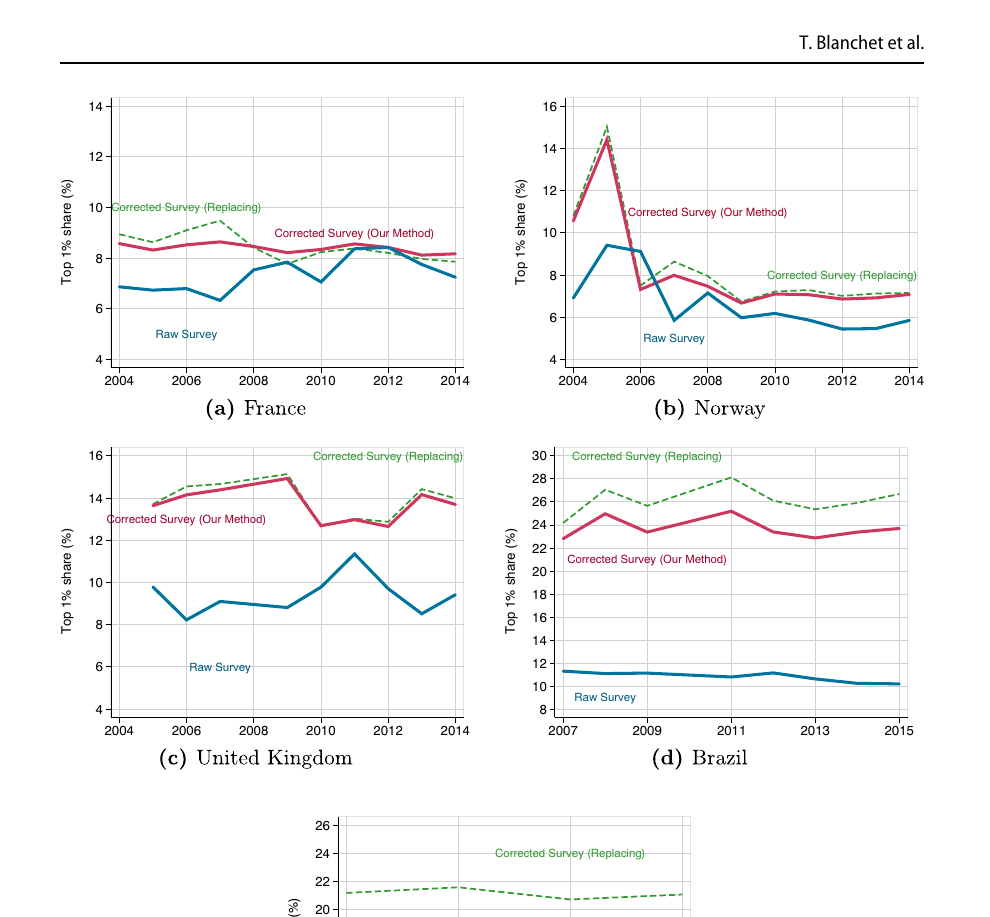 T. Blanchet et al.
Top 1% share (%)
14
12
10
8
6
4
Corrected Survey (Replacing)
Corrected Survey (Our Method)
Raw Survey
2004 2006 2008 2010 2012 2014
(a) France
Top 1% share (%)
16
14
12
10
8
6
4
Corrected Survey (Our Method)
Corrected Survey (Replacing)
Raw Survey
2004 2006 2008 2010 2012 2014
(b) Norway
Top 1% share (%)
16
14
12
10
8
6
4
Corrected Survey (Replacing)
Corrected Survey (Our Method)
Raw Survey
2004 2006 2008 2010 2012 2014
(c) United Kingdom
Top 1% share (%)
30
28
26
24
22
20
18
16
14
12
10
8
Corrected Survey (Replacing)
Corrected Survey (Our Method)
Raw Survey
2007 2009 2011 2013 2015
(d) Brazil
(%)
26
24
22
20
Corrected Survey (Replacing)